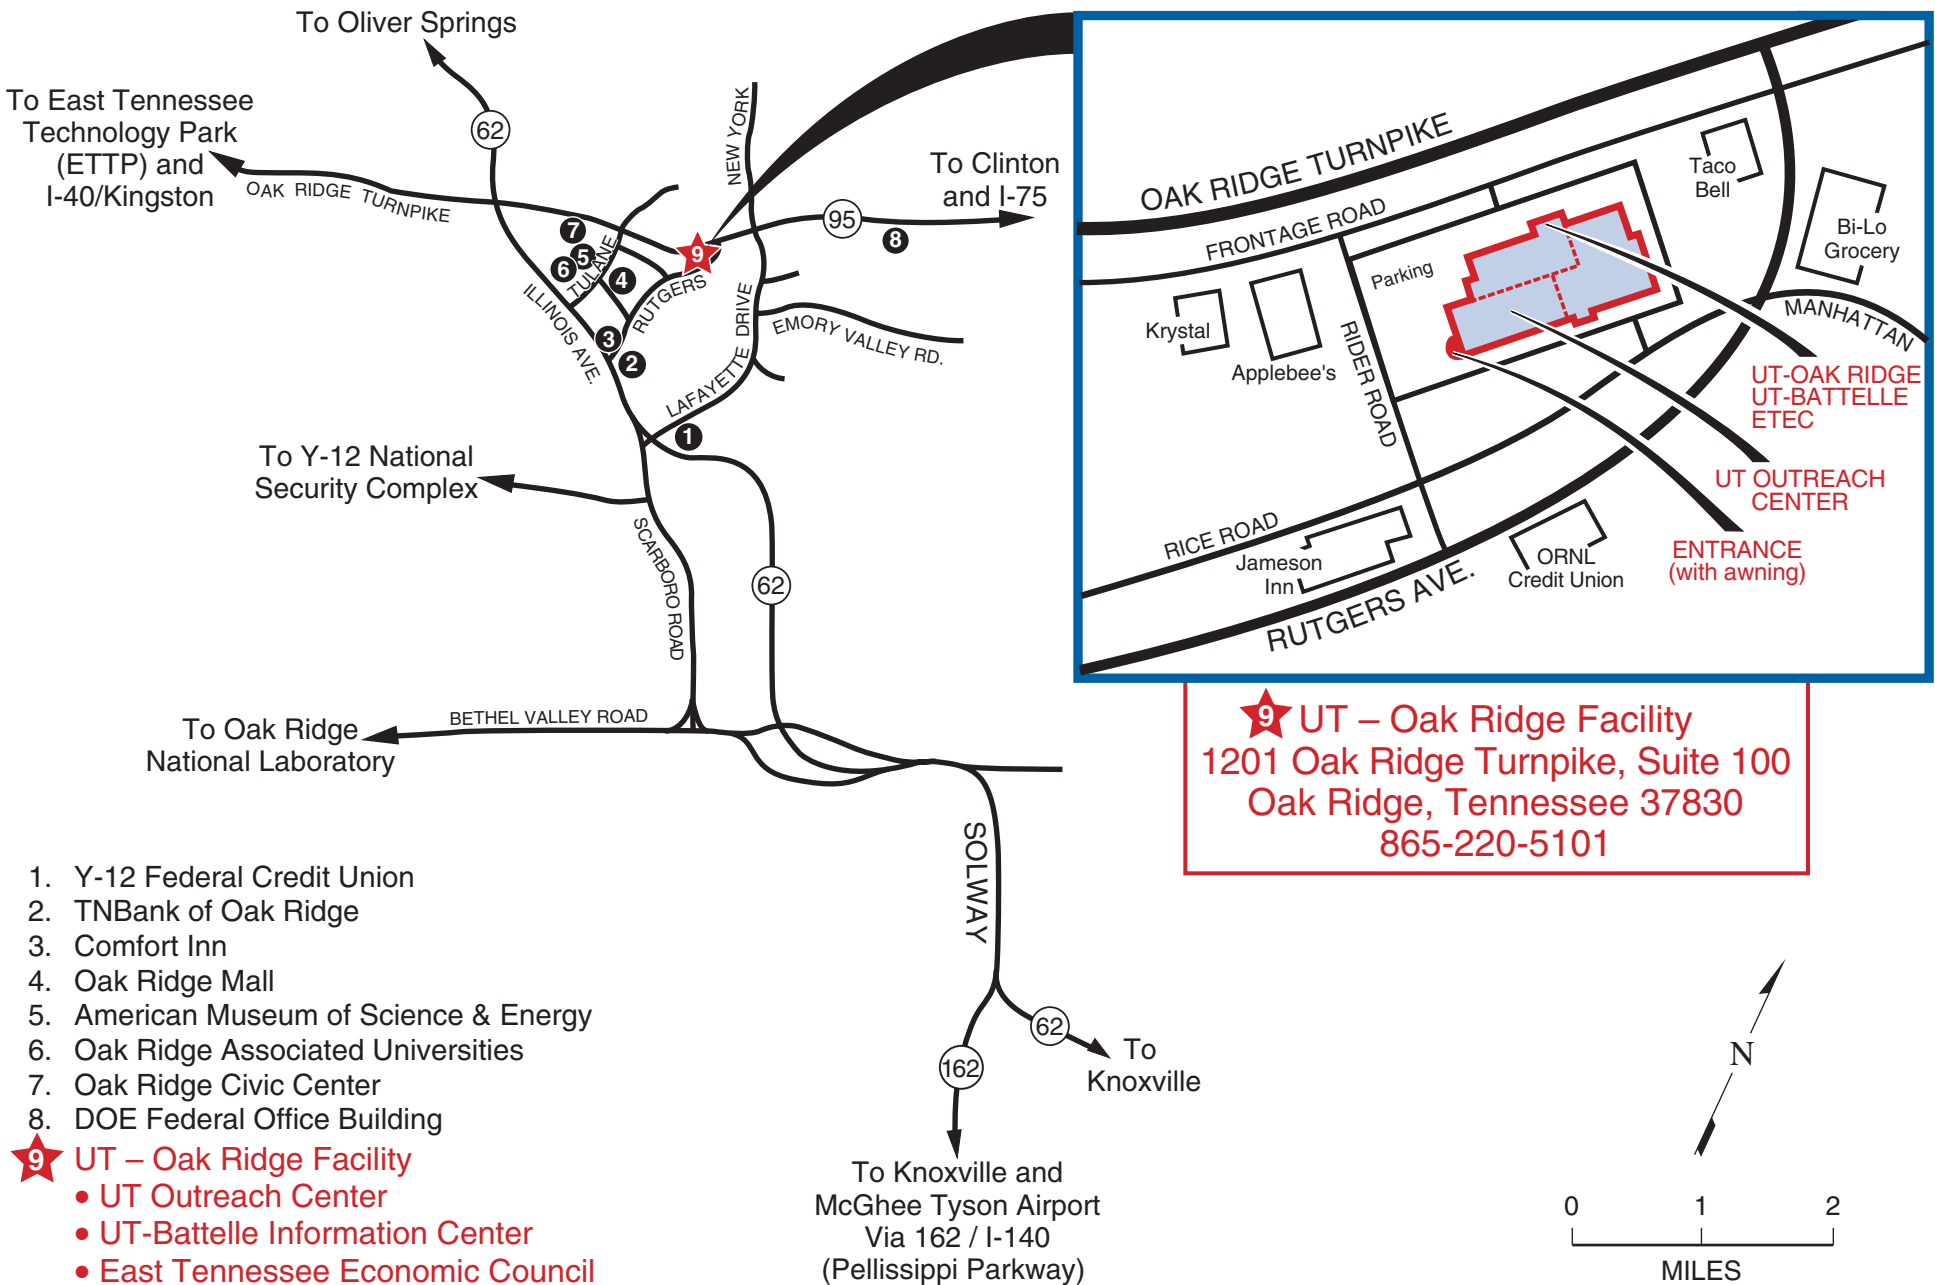 To Oliver Springs
To East Tennessee
Technology Park
(ETTP) and
I-40/Kingston
62
OAK RIDGE TURNPIKE
NEW YORK
To Clinton
and I-75
95
8
7
5
6
TULANE
4
9
RUTGERS
ILLINOIS AVE.
3
2
LAFAYETTE DRIVE
EMORY VALLEY RD.
1
To Y-12 National
Security Complex
SCARBORO ROAD
62
To Oak Ridge
National Laboratory
BETHEL VALLEY ROAD
SOLWAY
62
To
Knoxville
162
To Knoxville and
McGhee Tyson Airport
Via 162 / I-140
(Pellissippi Parkway)
OAK RIDGE TURNPIKE
FRONTAGE ROAD
Taco
Bell
Bi-Lo
Grocery
Parking
Krystal
Applebee's
RIDER ROAD
MANHATTAN
UT-OAK RIDGE
UT-BATTELLE
ETEC
UT OUTREACH
CENTER
ENTRANCE
(with awning)
RICE ROAD
Jameson
Inn
ORNL
Credit Union
RUTGERS AVE.
9 UT – Oak Ridge Facility
1201 Oak Ridge Turnpike, Suite 100
Oak Ridge, Tennessee 37830
865-220-5101
1. Y-12 Federal Credit Union
2. TNBank of Oak Ridge
3. Comfort Inn
4. Oak Ridge Mall
5. American Museum of Science & Energy
6. Oak Ridge Associated Universities
7. Oak Ridge Civic Center
8. DOE Federal Office Building
9 UT – Oak Ridge Facility
• UT Outreach Center
• UT-Battelle Information Center
• East Tennessee Economic Council
N
0 1 2
MILES